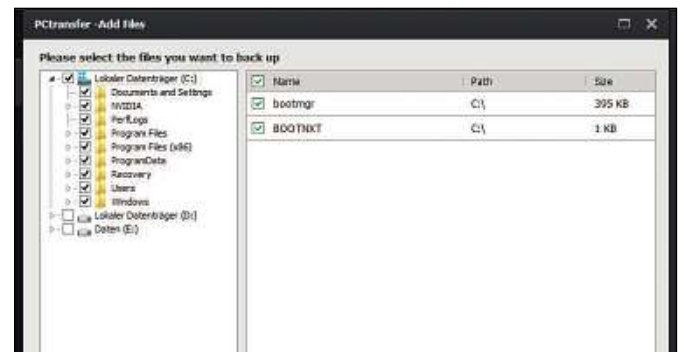 PCtransfer -Add Files
Please select the files you want to back up
Lokaler Datenträger (C:)
Documents and Settings
NVIDIA
PerfLogs
Program Files
Program Files (x86)
ProgramData
Recovery
Users
Windows
Lokaler Datenträger (D:)
Daten (E:)
Name Path Size
bootmgr C:\ 395 KB
BOOTNXT C:\ 1 KB